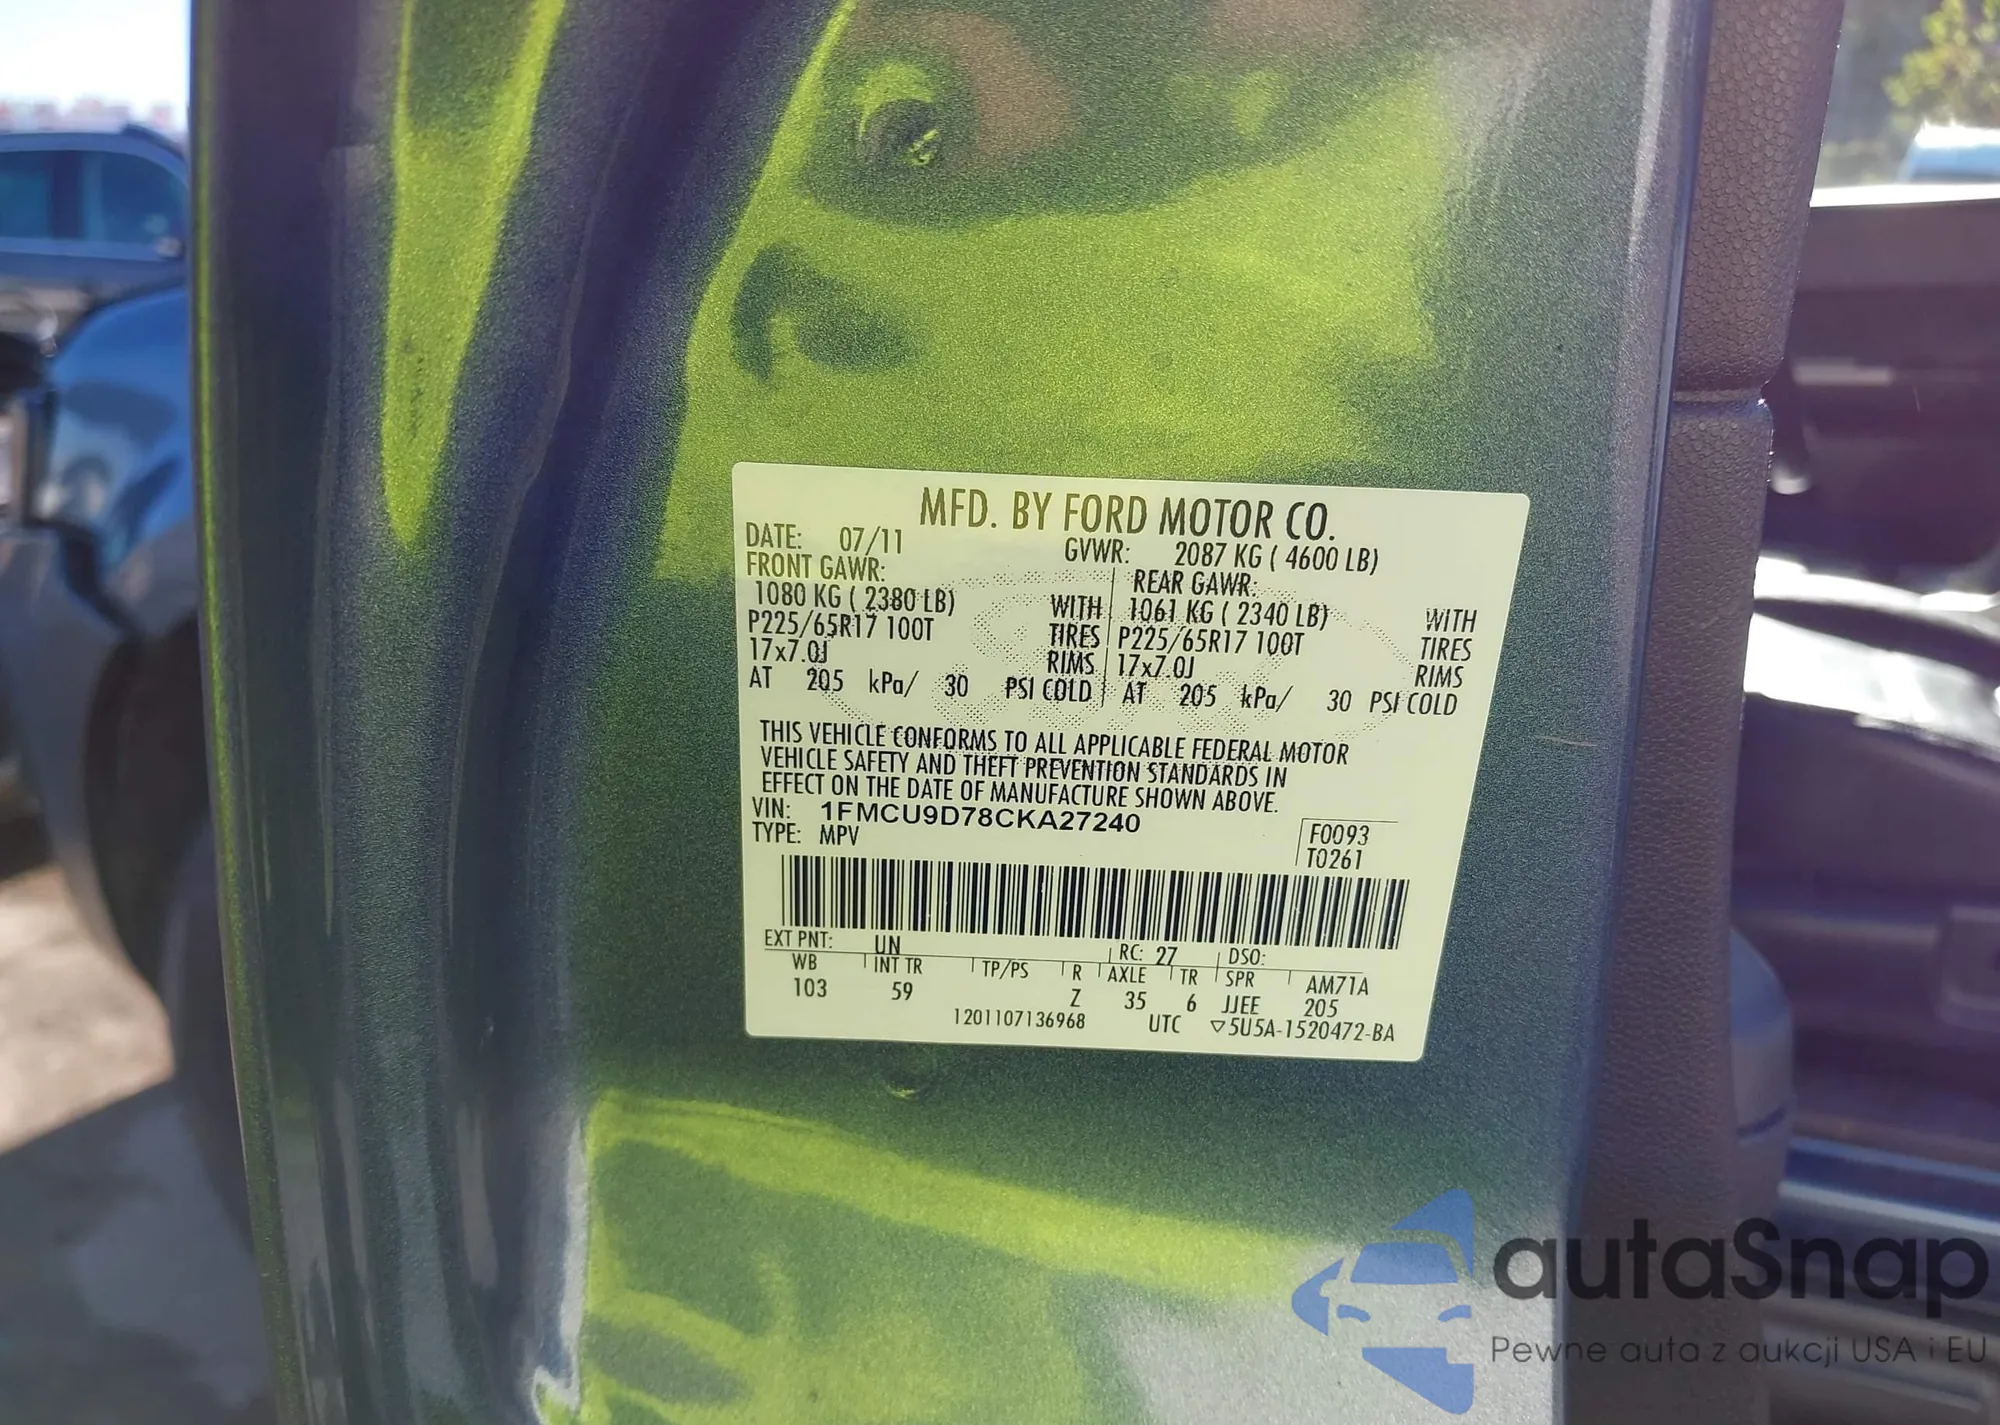 MFD. BY FORD MOTOR CO.
DATE: 07/11 GVWR: 2087 KG ( 4600 LB)
FRONT GAWR: REAR GAWR:
1080 KG ( 2380 LB) WITH 1061 KG ( 2340 LB) WITH
P225/65R17 100T TIRES P225/65R17 100T TIRES
17x7.0J RIMS 17x7.0J RIMS
AT 205 kPa/ 30 PSI COLD AT 205 kPa/ 30 PSI COLD
THIS VEHICLE CONFORMS TO ALL APPLICABLE FEDERAL MOTOR
VEHICLE SAFETY AND THEFT PREVENTION STANDARDS IN
EFFECT ON THE DATE OF MANUFACTURE SHOWN ABOVE.
VIN: 1FMCU9D78CKA27240
TYPE: MPV
F0093
T0261
EXT PNT: UN RC: 27 DSO:
WB INT TR TP/PS R AXLE TR SPR AM71A
103 59 Z 35 6 JJEE 205
1201107136968 UTC ▽5U5A-1520472-BA
autoSnap
Pewne auta z aukcji USA i EU